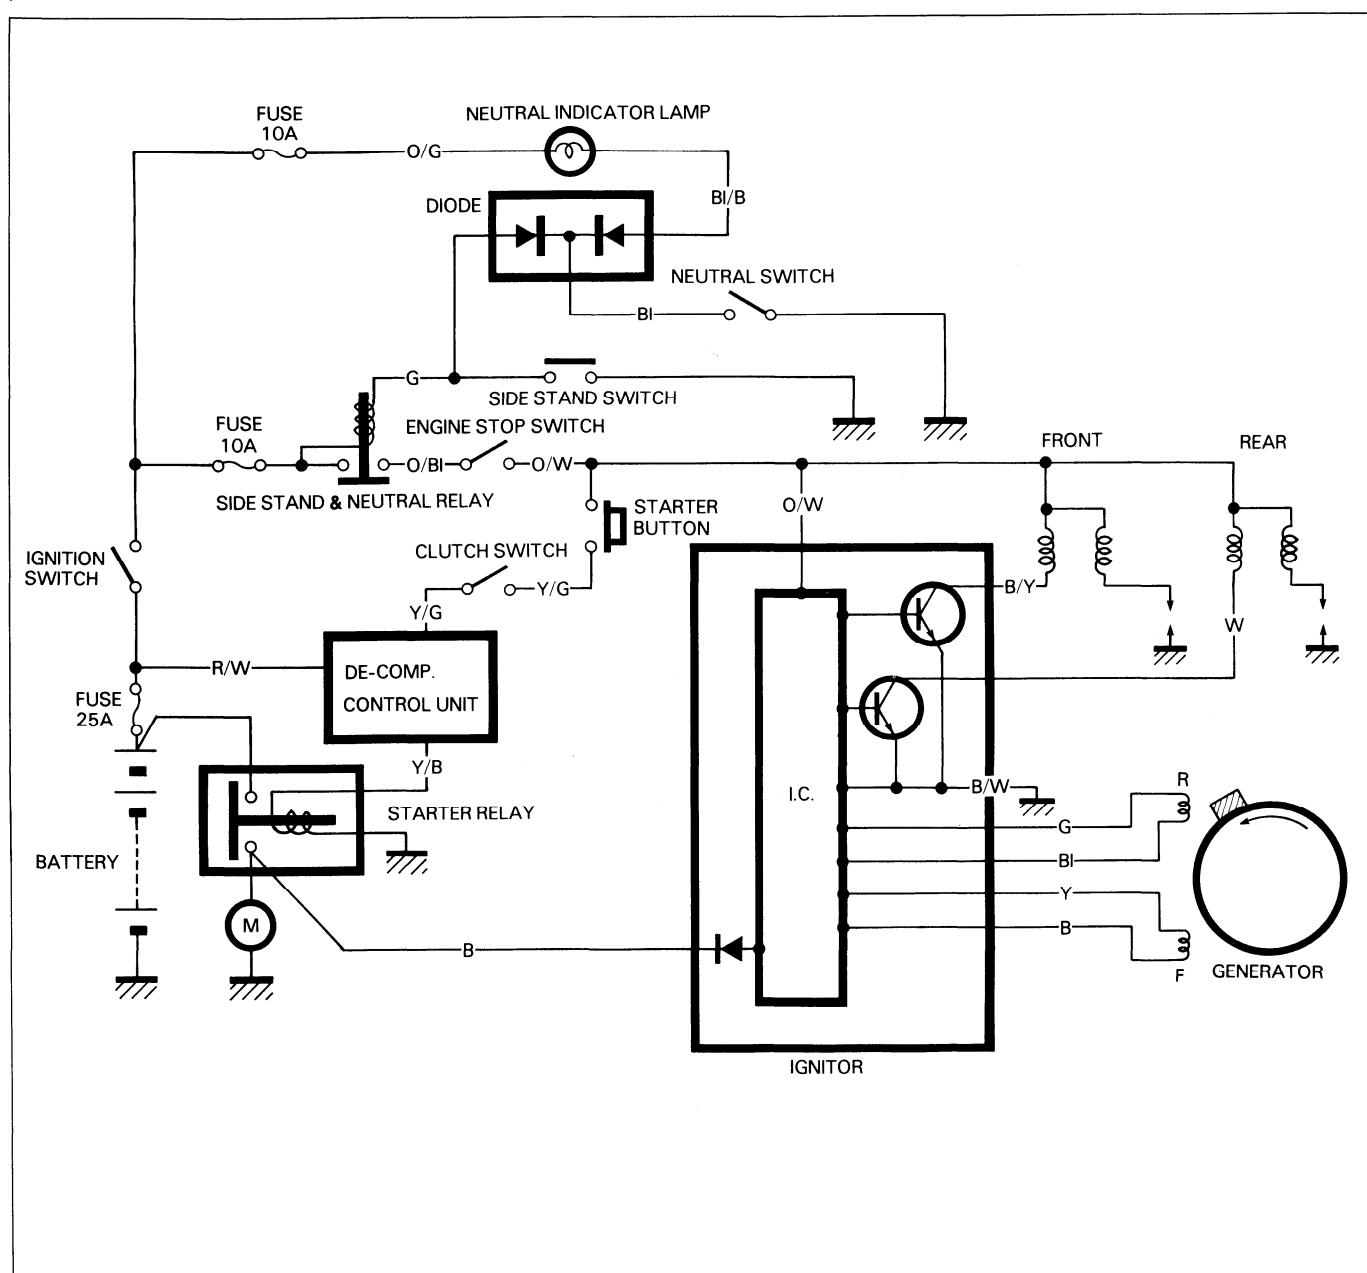 FUSE
10A
NEUTRAL INDICATOR LAMP
O/G
DIODE
Bl/B
NEUTRAL SWITCH
Bl
G
SIDE STAND SWITCH
FUSE
10A
ENGINE STOP SWITCH
O/Bl
O/W
SIDE STAND & NEUTRAL RELAY
FRONT
REAR
O/W
STARTER
BUTTON
IGNITION
SWITCH
CLUTCH SWITCH
Y/G
Y/G
B/Y
W
R/W
DE-COMP.
CONTROL UNIT
FUSE
25A
Y/B
STARTER RELAY
I.C.
B/W
R
G
BATTERY
Bl
Y
M
B
B
F
GENERATOR
IGNITOR